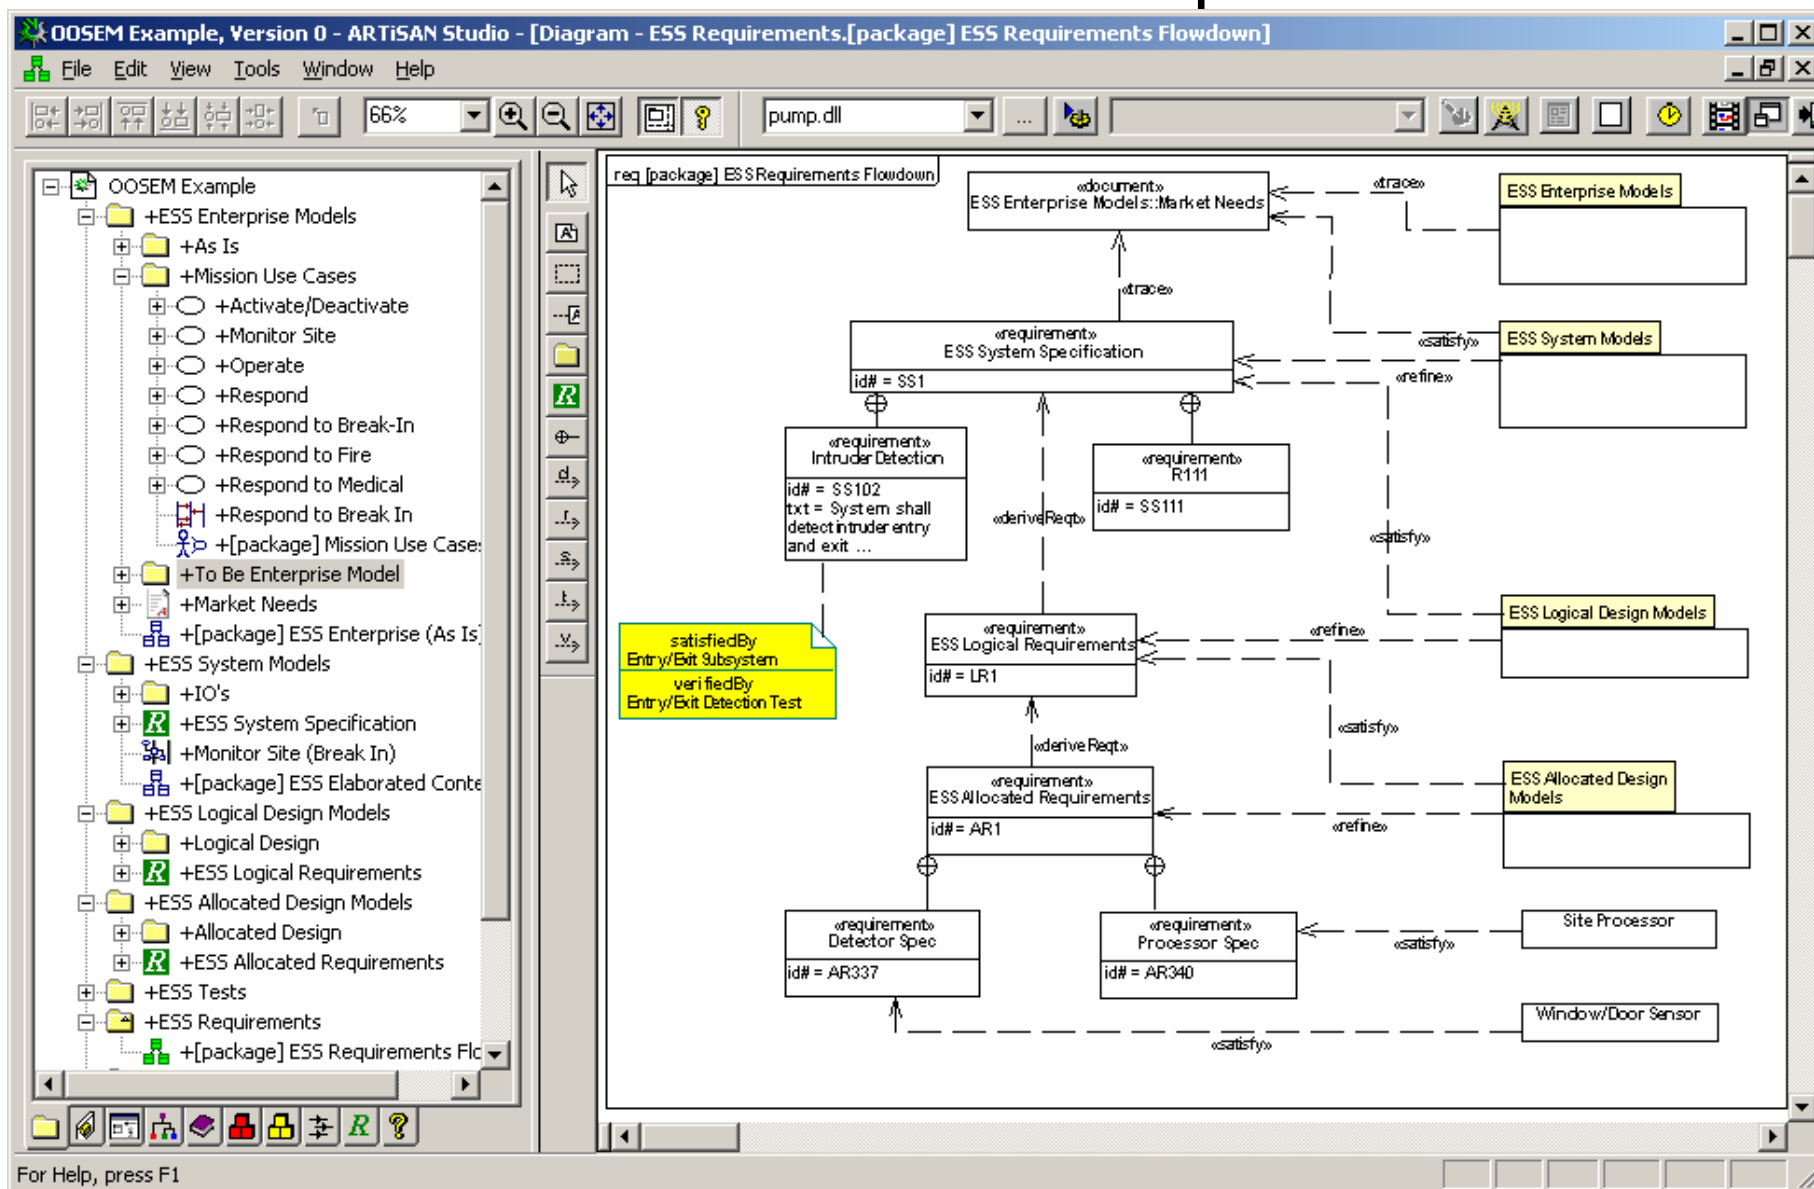 OOSEM Example, Version 0 - ARTiSAN Studio - [Diagram - ESS Requirements.[package] ESS Requirements Flowdown]
File Edit View Tools Window Help
66%
pump.dll
...
OOSEM Example
+ESS Enterprise Models
+As Is
+Mission Use Cases
+Activate/Deactivate
+Monitor Site
+Operate
+Respond
+Respond to Break-In
+Respond to Fire
+Respond to Medical
+Respond to Break In
+[package] Mission Use Cases
+To Be Enterprise Model
+Market Needs
+[package] ESS Enterprise (As Is)
+ESS System Models
+IO's
+ESS System Specification
+Monitor Site (Break In)
+[package] ESS Elaborated Conte
+ESS Logical Design Models
+Logical Design
+ESS Logical Requirements
+ESS Allocated Design Models
+Allocated Design
+ESS Allocated Requirements
+ESS Tests
+ESS Requirements
+[package] ESS Requirements Flo
req [package] ESS Requirements Flowdown
«document»
ESS Enterprise Models::Market Needs
«trace»
ESS Enterprise Models
«trace»
«requirement»
ESS System Specification
id# = SS1
«satisfy»
ESS System Models
«refine»
«requirement»
Intruder Detection
id# = SS102
txt = System shall
detect intruder entry
and exit ...
«requirement»
R111
id# = SS111
«deriveReqt»
«satisfy»
satisfiedBy
Entry/Exit Subsystem
verifiedBy
Entry/Exit Detection Test
«requirement»
ESS Logical Requirements
id# = LR1
«refine»
ESS Logical Design Models
«satisfy»
«deriveReqt»
«requirement»
ESS Allocated Requirements
id# = AR1
ESS Allocated Design
Models
«refine»
«requirement»
Detector Spec
id# = AR337
«requirement»
Processor Spec
id# = AR340
«satisfy»
Site Processor
Window/Door Sensor
«satisfy»
For Help, press F1